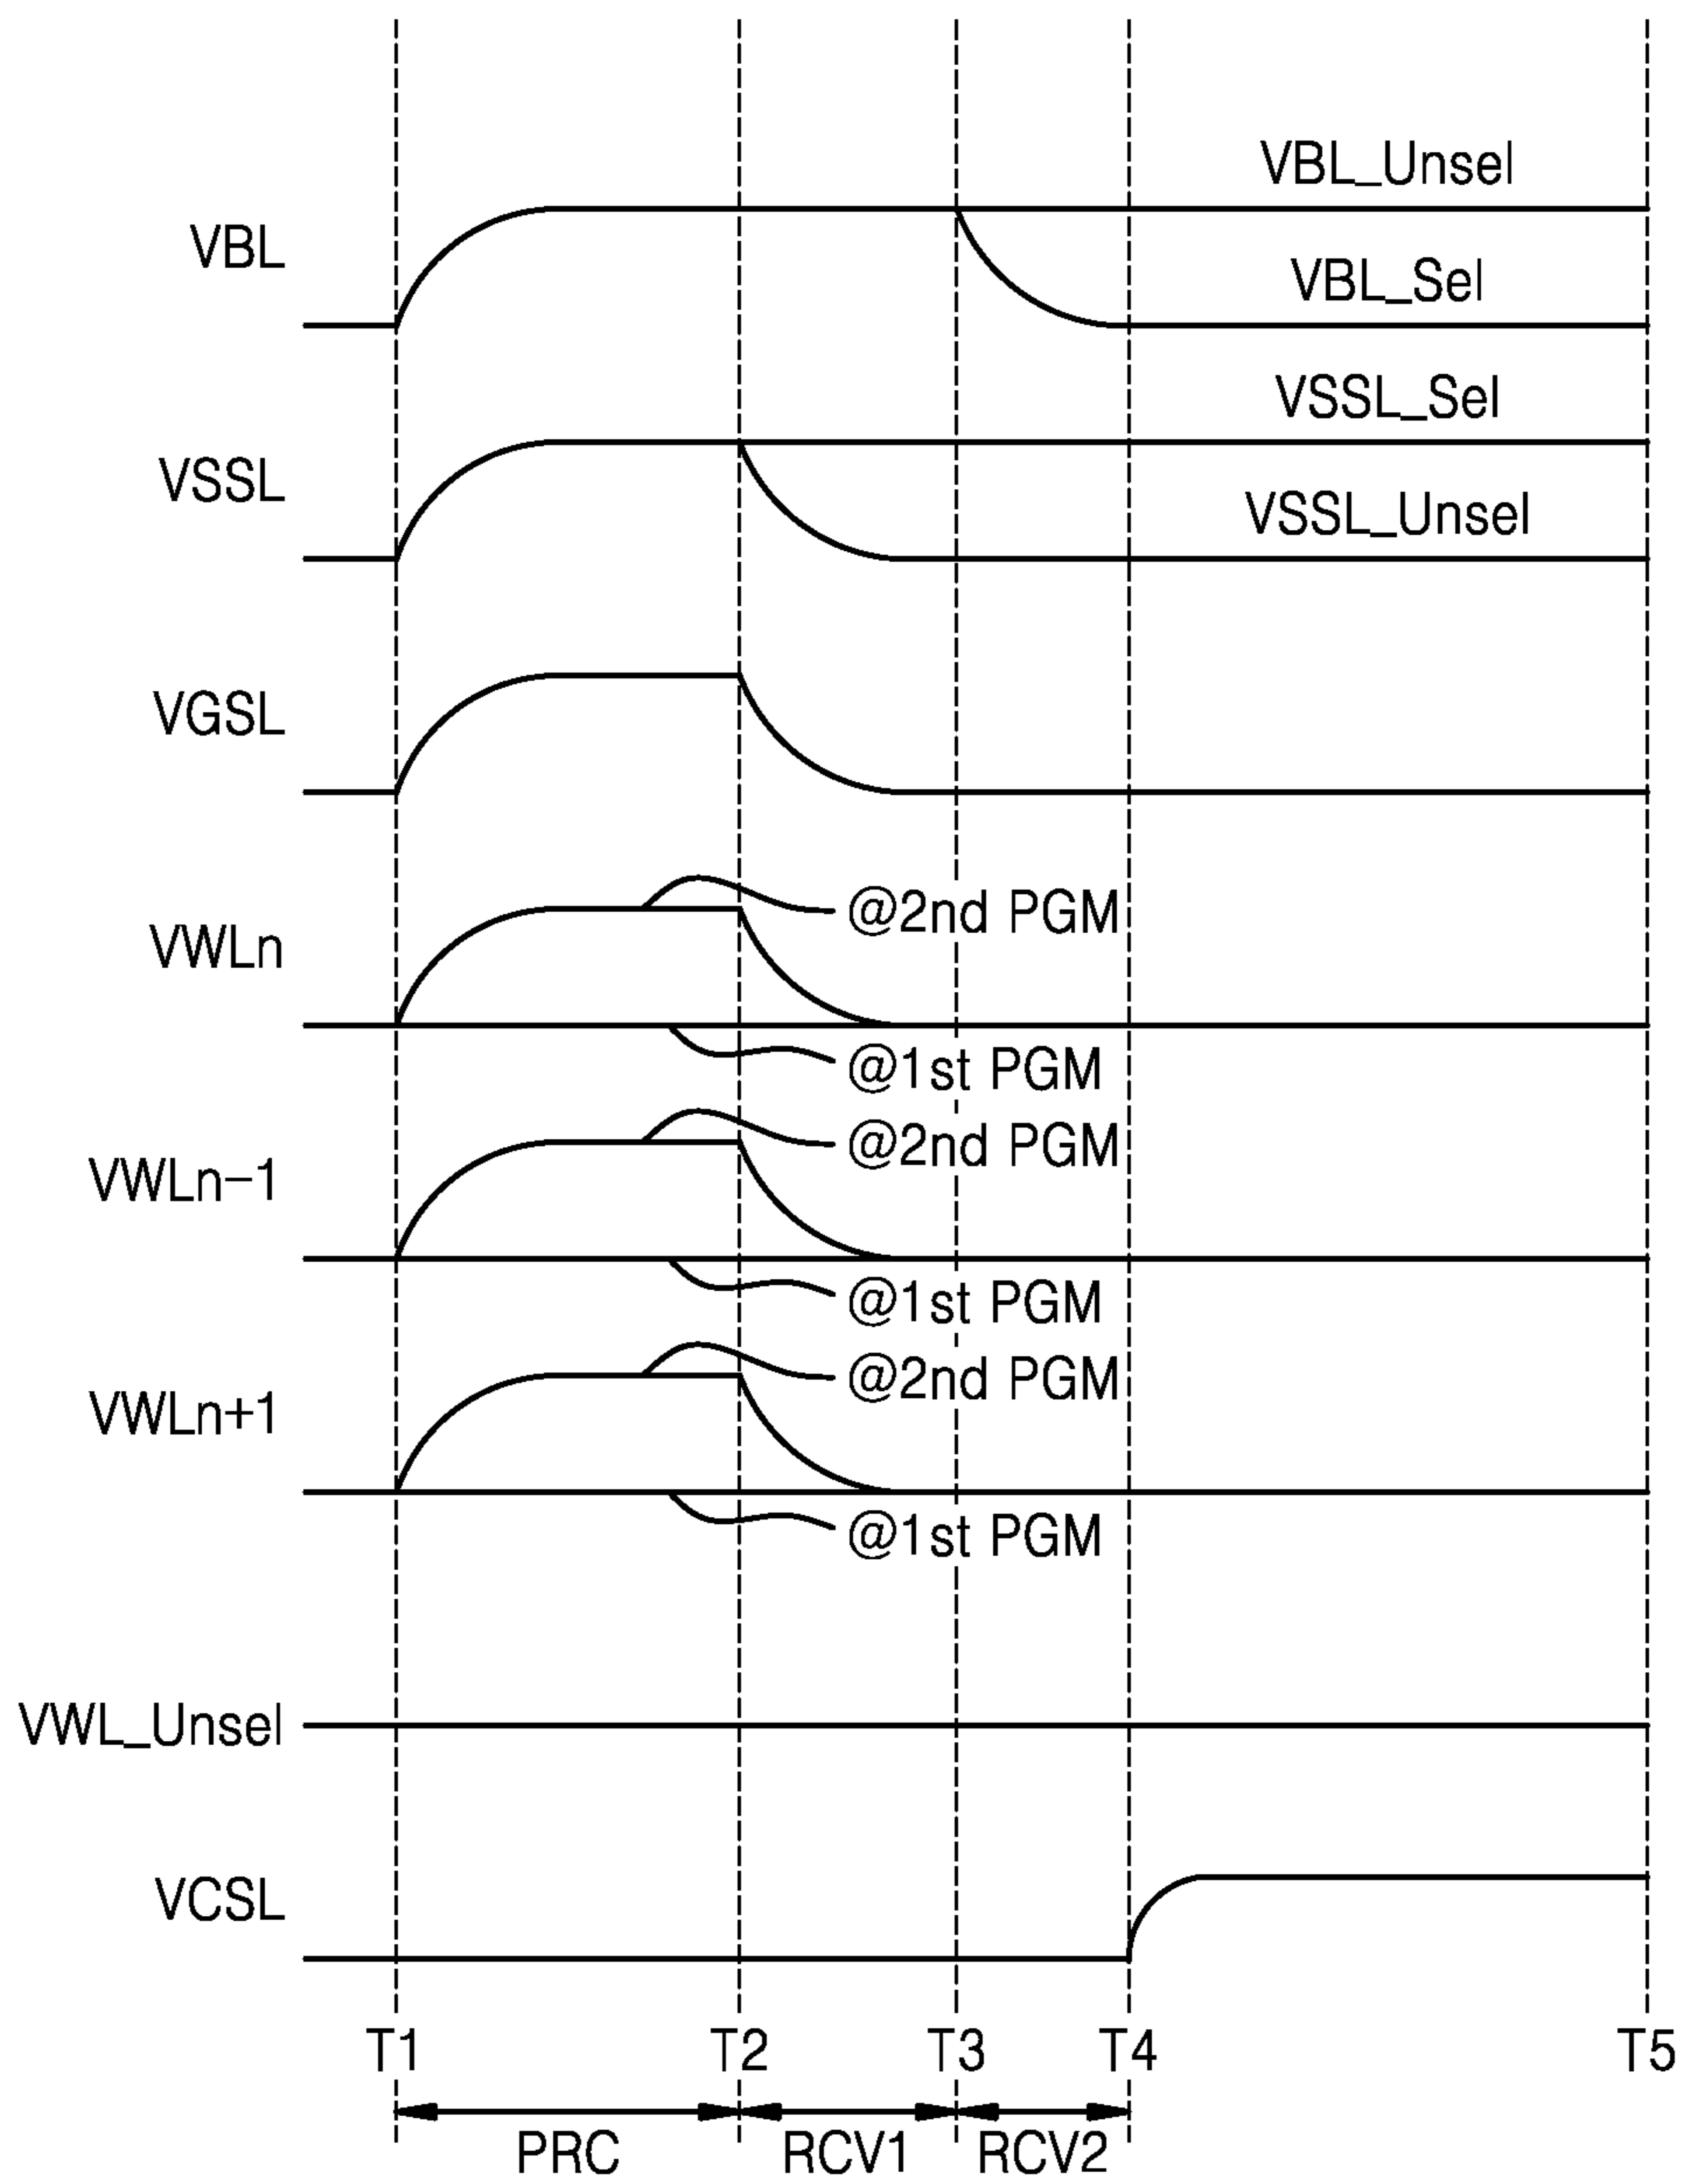 VBL_Unsel
VBL
VBL_Sel
VSSL_Sel
VSSL
VSSL_Unsel
VGSL
@2nd PGM
VWLn
@1st PGM
@2nd PGM
VWLn-1
@1st PGM
@2nd PGM
VWLn+1
@1st PGM
VWL_Unsel
VCSL
T1 T2 T3 T4 T5
PRC RCV1 RCV2